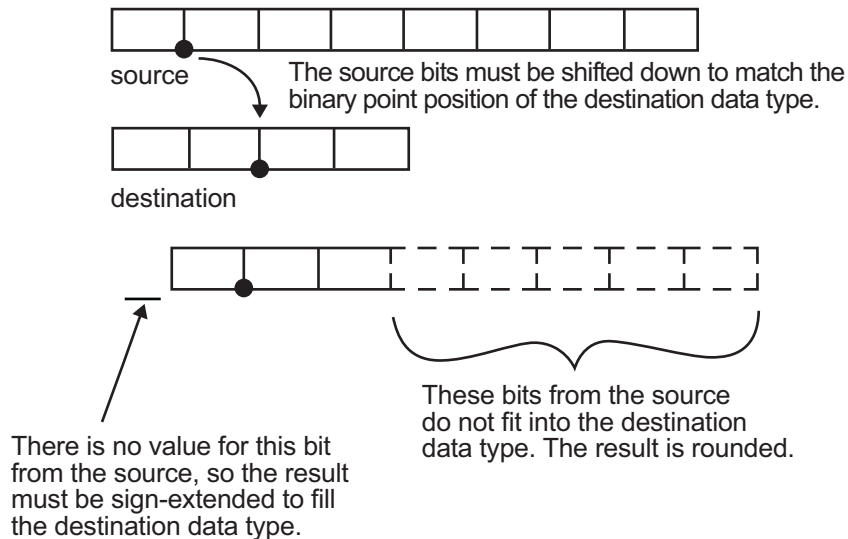 source
The source bits must be shifted down to match the
binary point position of the destination data type.
destination
These bits from the source
do not fit into the destination
data type. The result is rounded.
There is no value for this bit
from the source, so the result
must be sign-extended to fill
the destination data type.